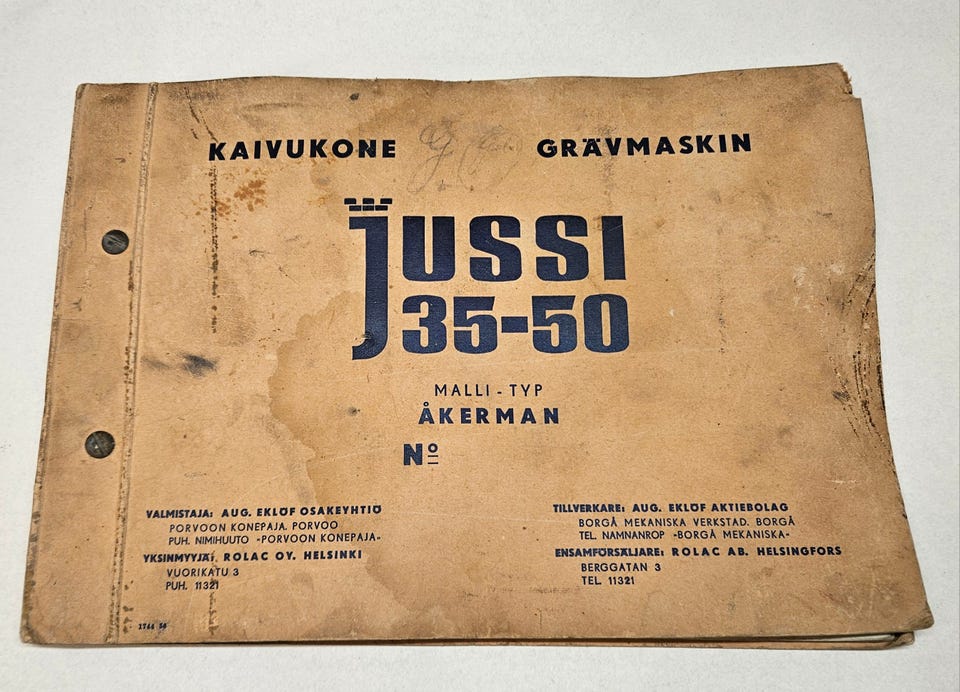 KAIVUKONE
GRÄVMASKIN
JUSSI
35-50
MALLI - TYP
ÅKERMAN
Nº
VALMISTAJA: AUG. EKLÖF OSAKEYHTIÖ
PORVOON KONEPAJA. PORVOO
PUH. NIMIHUUTO -PORVOON KONEPAJA-
YKSINMYYJÄ: ROLAC OY. HELSINKI
VUORIKATU 3
PUH. 11321
TILLVERKARE: AUG. EKLÖF AKTIEBOLAG
BORGÅ MEKANISKA VERKSTAD. BORGÅ
TEL. NAMNANROP -BORGÅ MEKANISKA-
ENSAMFÖRSÄLJARE: ROLAC AB. HELSINGFORS
BERGGATAN 3
TEL. 11321